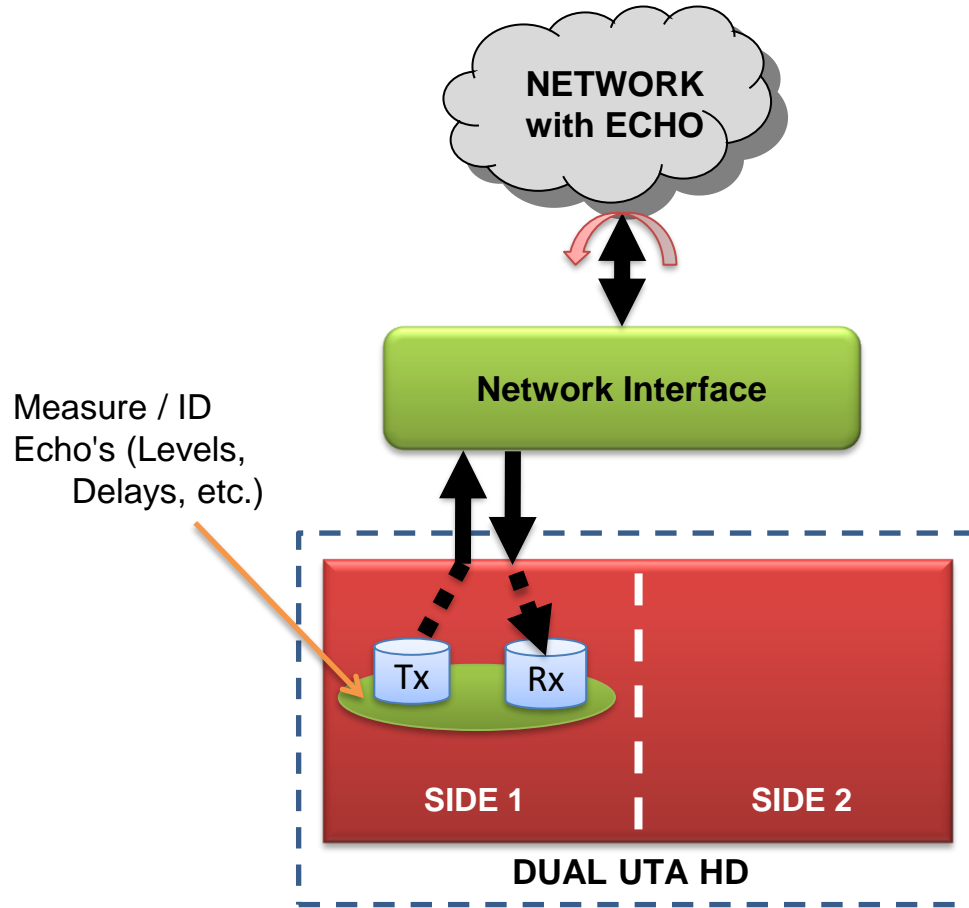 NETWORK
with ECHO
Network Interface
Measure / ID
Echo's (Levels,
Delays, etc.)
Tx
Rx
SIDE 1
SIDE 2
DUAL UTA HD